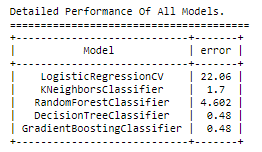 Detailed Performance Of All Models.
====================================
+----------------------------+-------+
|           Model            | error |
+----------------------------+-------+
|    LogisticRegressionCV    | 22.06 |
|    KNeighborsClassifier    |  1.7  |
|   RandomForestClassifier   | 4.602 |
|   DecisionTreeClassifier   |  0.48 |
| GradientBoostingClassifier |  0.48 |
+----------------------------+-------+